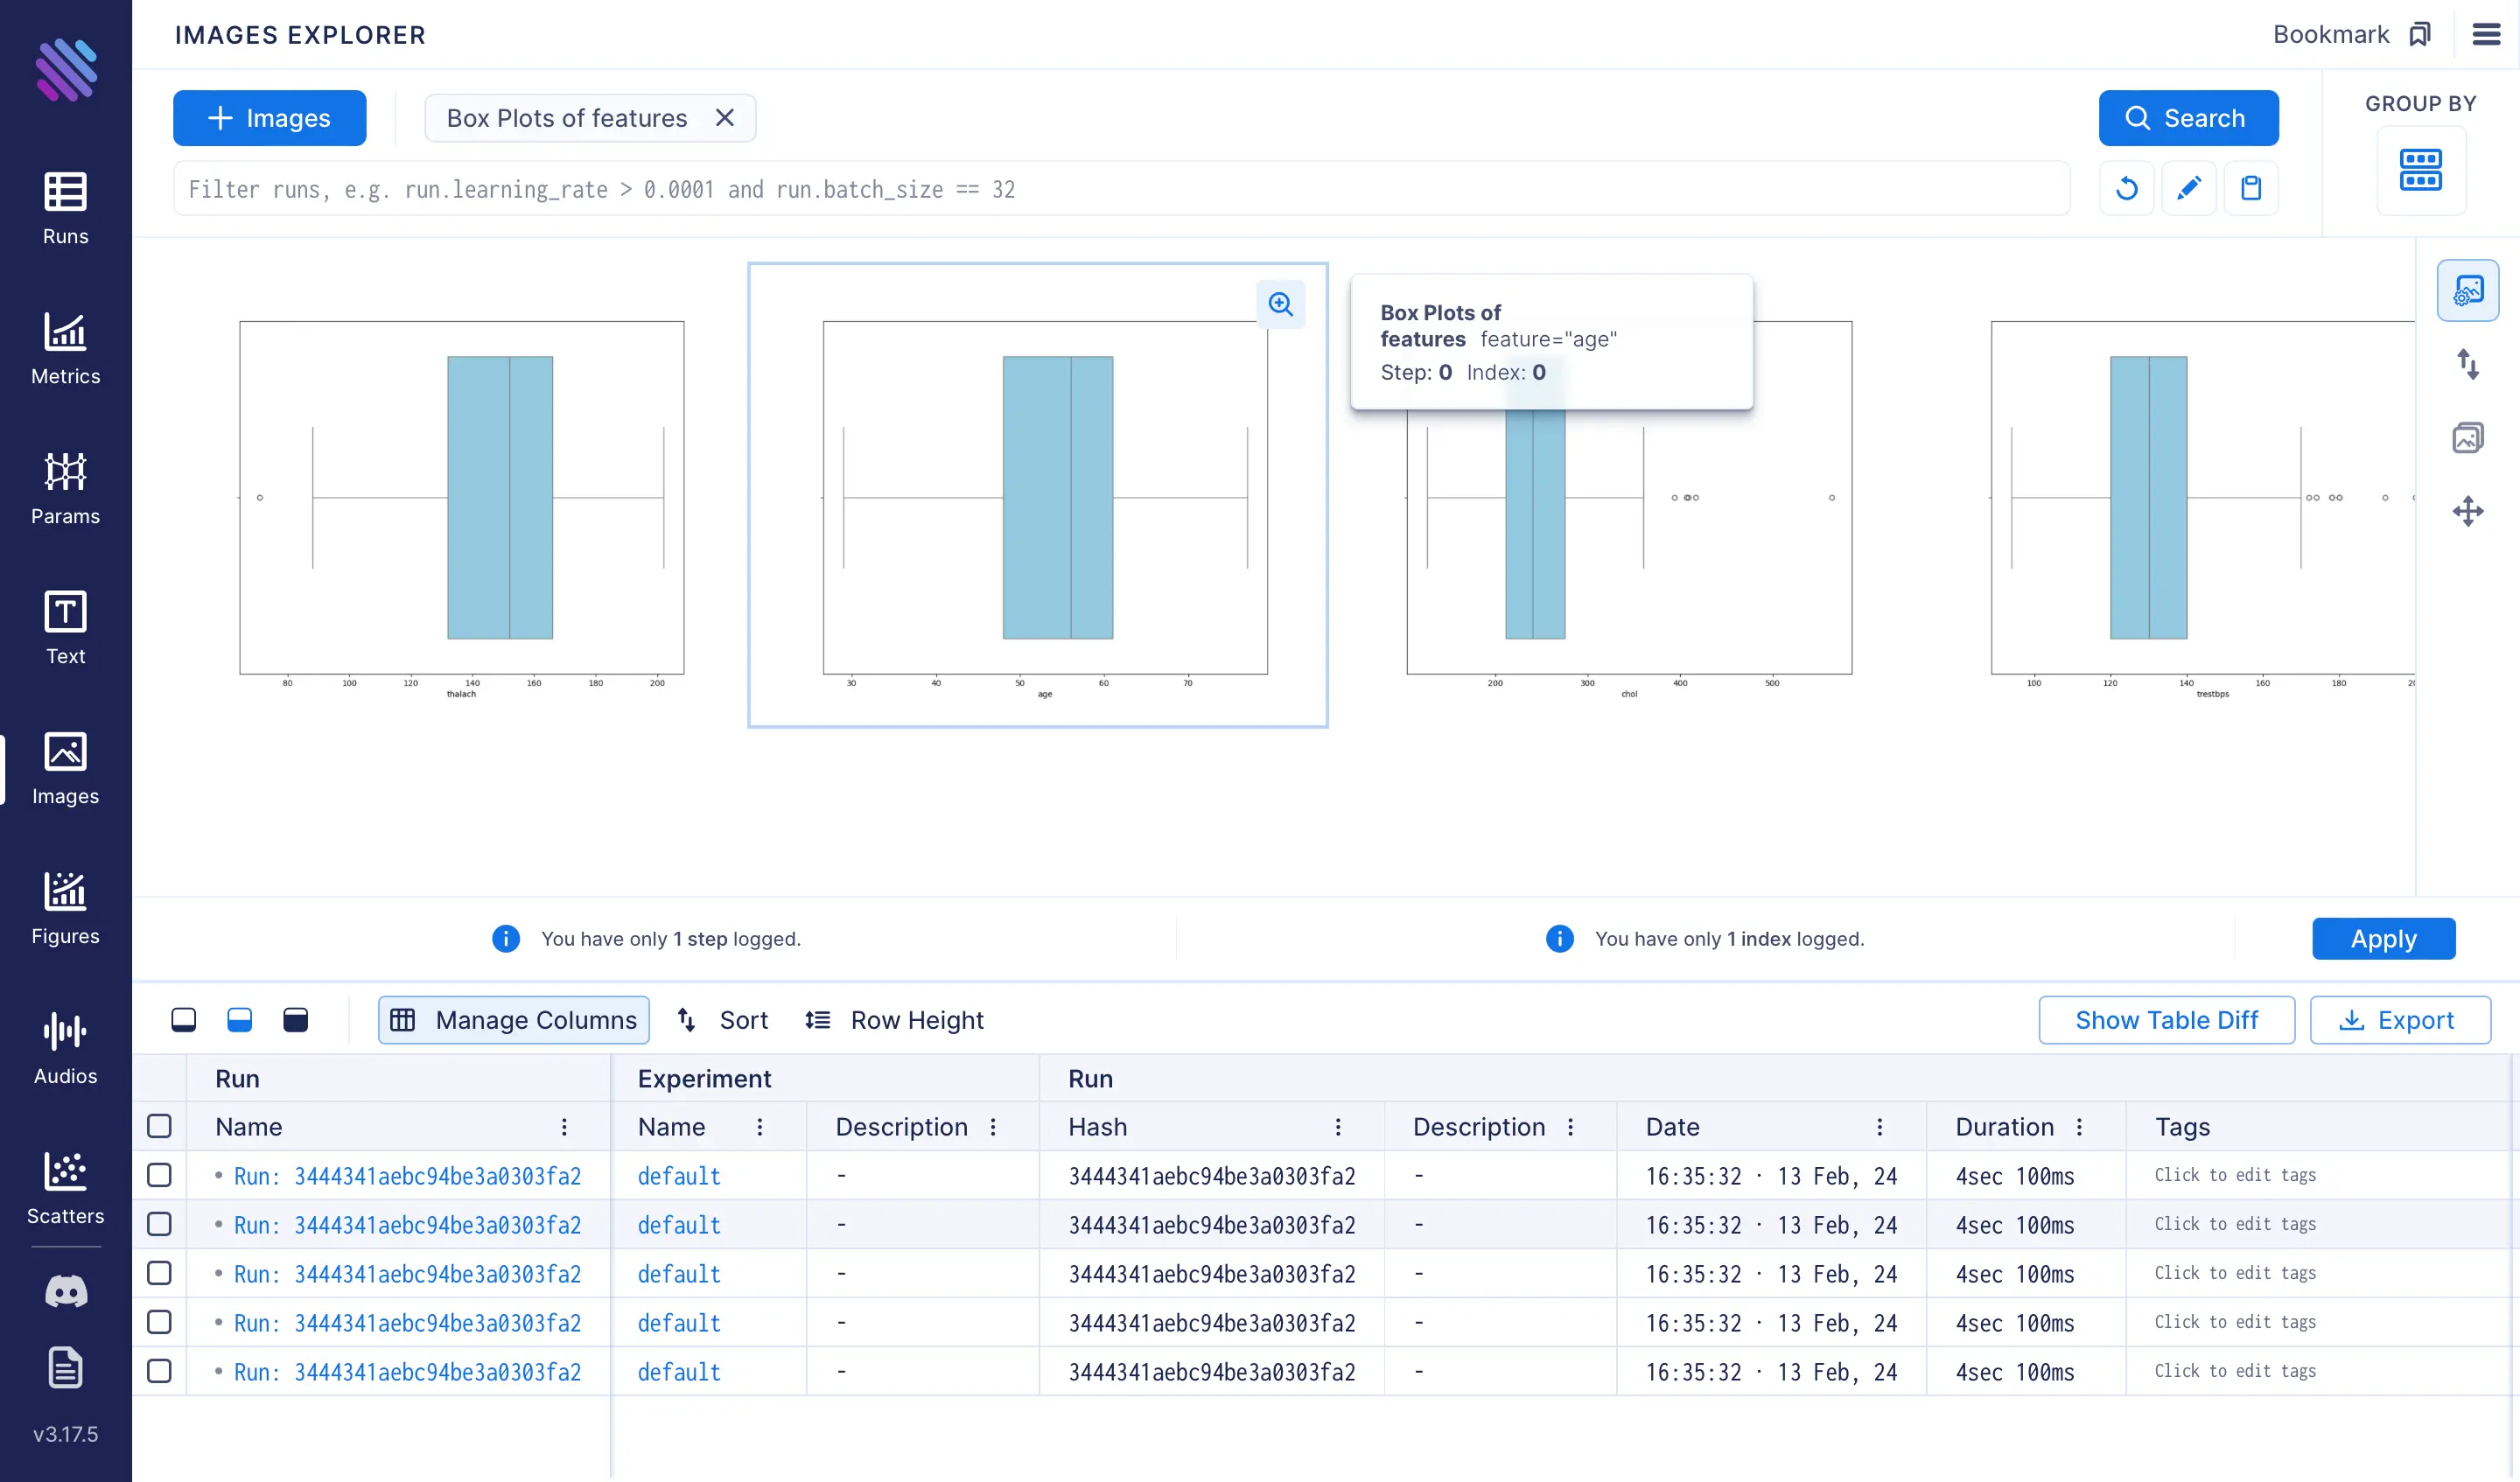 IMAGES EXPLORER
Bookmark
Images
Box Plots of features
Search
GROUP BY
Filter runs, e.g. run.learning_rate > 0.0001 and run.batch_size == 32
Runs
Metrics
Params
Text
Images
Figures
Audios
Scatters
v3.17.5
Box Plots of
features feature="age"
Step: 0 Index: 0
80 100 120 140 160 180 200
thalach
30 40 50 60 70
age
200 300 400 500
chol
100 120 140 160 180
trestbps
You have only 1 step logged.
You have only 1 index logged.
Apply
Manage Columns
Sort
Row Height
Show Table Diff
Export
Run Experiment Run
Name Name Description Hash Description Date Duration Tags
Run: 3444341aebc94be3a0303fa2 default - 3444341aebc94be3a0303fa2 - 16:35:32 · 13 Feb, 24 4sec 100ms Click to edit tags
Run: 3444341aebc94be3a0303fa2 default - 3444341aebc94be3a0303fa2 - 16:35:32 · 13 Feb, 24 4sec 100ms Click to edit tags
Run: 3444341aebc94be3a0303fa2 default - 3444341aebc94be3a0303fa2 - 16:35:32 · 13 Feb, 24 4sec 100ms Click to edit tags
Run: 3444341aebc94be3a0303fa2 default - 3444341aebc94be3a0303fa2 - 16:35:32 · 13 Feb, 24 4sec 100ms Click to edit tags
Run: 3444341aebc94be3a0303fa2 default - 3444341aebc94be3a0303fa2 - 16:35:32 · 13 Feb, 24 4sec 100ms Click to edit tags